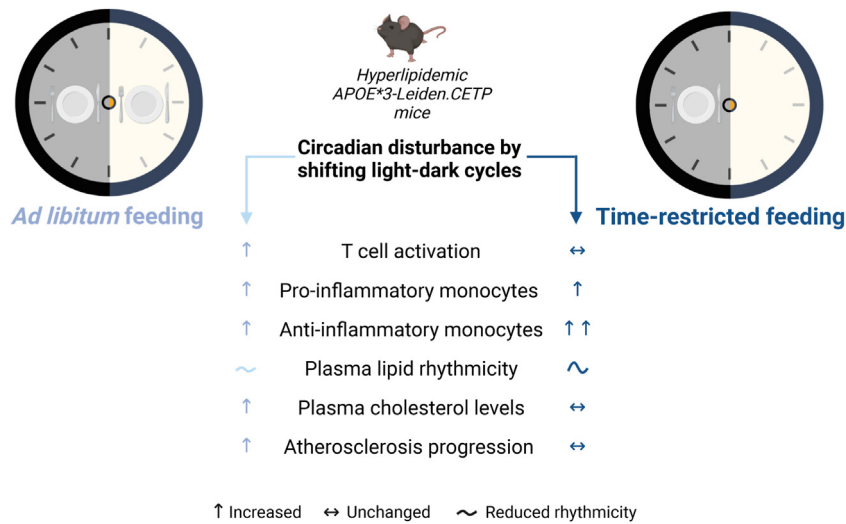 Hyperlipidemic
APOE*3-Leiden.CETP
mice
Circadian disturbance by
shifting light-dark cycles
Ad libitum feeding
Time-restricted feeding
↑ T cell activation ↔
↑ Pro-inflammatory monocytes ↑
↑ Anti-inflammatory monocytes ↑↑
Plasma lipid rhythmicity
↑ Plasma cholesterol levels ↔
↑ Atherosclerosis progression ↔
↑ Increased ↔ Unchanged ~ Reduced rhythmicity